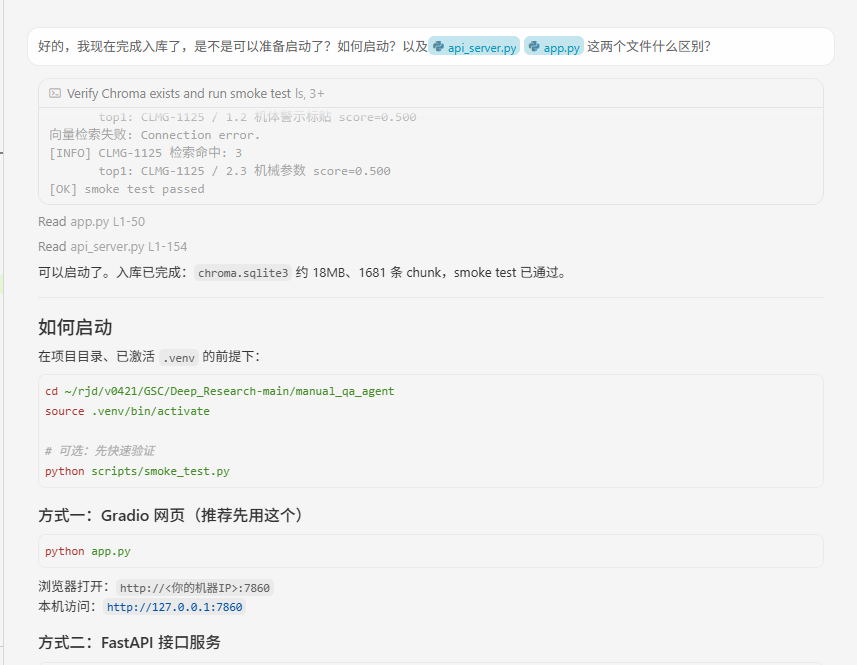 好的，我现在完成入库了，是不是可以准备启动了？如何启动？以及 api_server.py app.py 这两个文件什么区别？
Verify Chroma exists and run smoke test ls, 3+
top1: CLMG-1125 / 1.2 机体警示标贴 score=0.500
向量检索失败: Connection error.
[INFO] CLMG-1125 检索命中: 3
top1: CLMG-1125 / 2.3 机械参数 score=0.500
[OK] smoke test passed
Read app.py L1-50
Read api_server.py L1-154
可以启动了。入库已完成：chroma.sqlite3 约 18MB、1681 条 chunk，smoke test 已通过。
如何启动
在项目目录、已激活 .venv 的前提下：
cd ~/rjd/v0421/GSC/Deep_Research-main/manual_qa_agent
source .venv/bin/activate
# 可选：先快速验证
python scripts/smoke_test.py
方式一：Gradio 网页（推荐先用这个）
python app.py
浏览器打开：http://<你的机器IP>:7860
本机访问：http://127.0.0.1:7860
方式二：FastAPI 接口服务